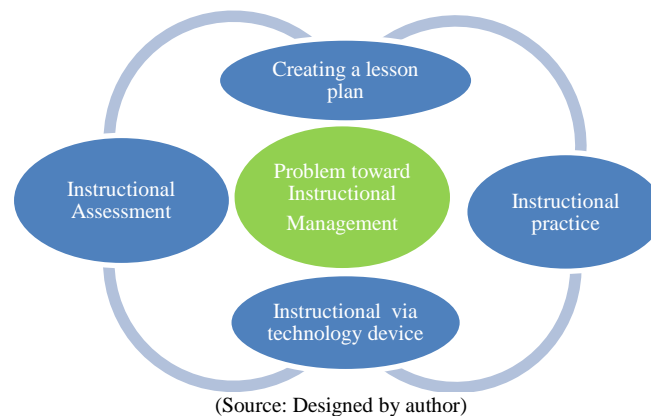 Creating a lesson
plan
Problem toward
Instructional
Management
Instructional
Assessment
Instructional
practice
Instructional via
technology device
(Source: Designed by author)